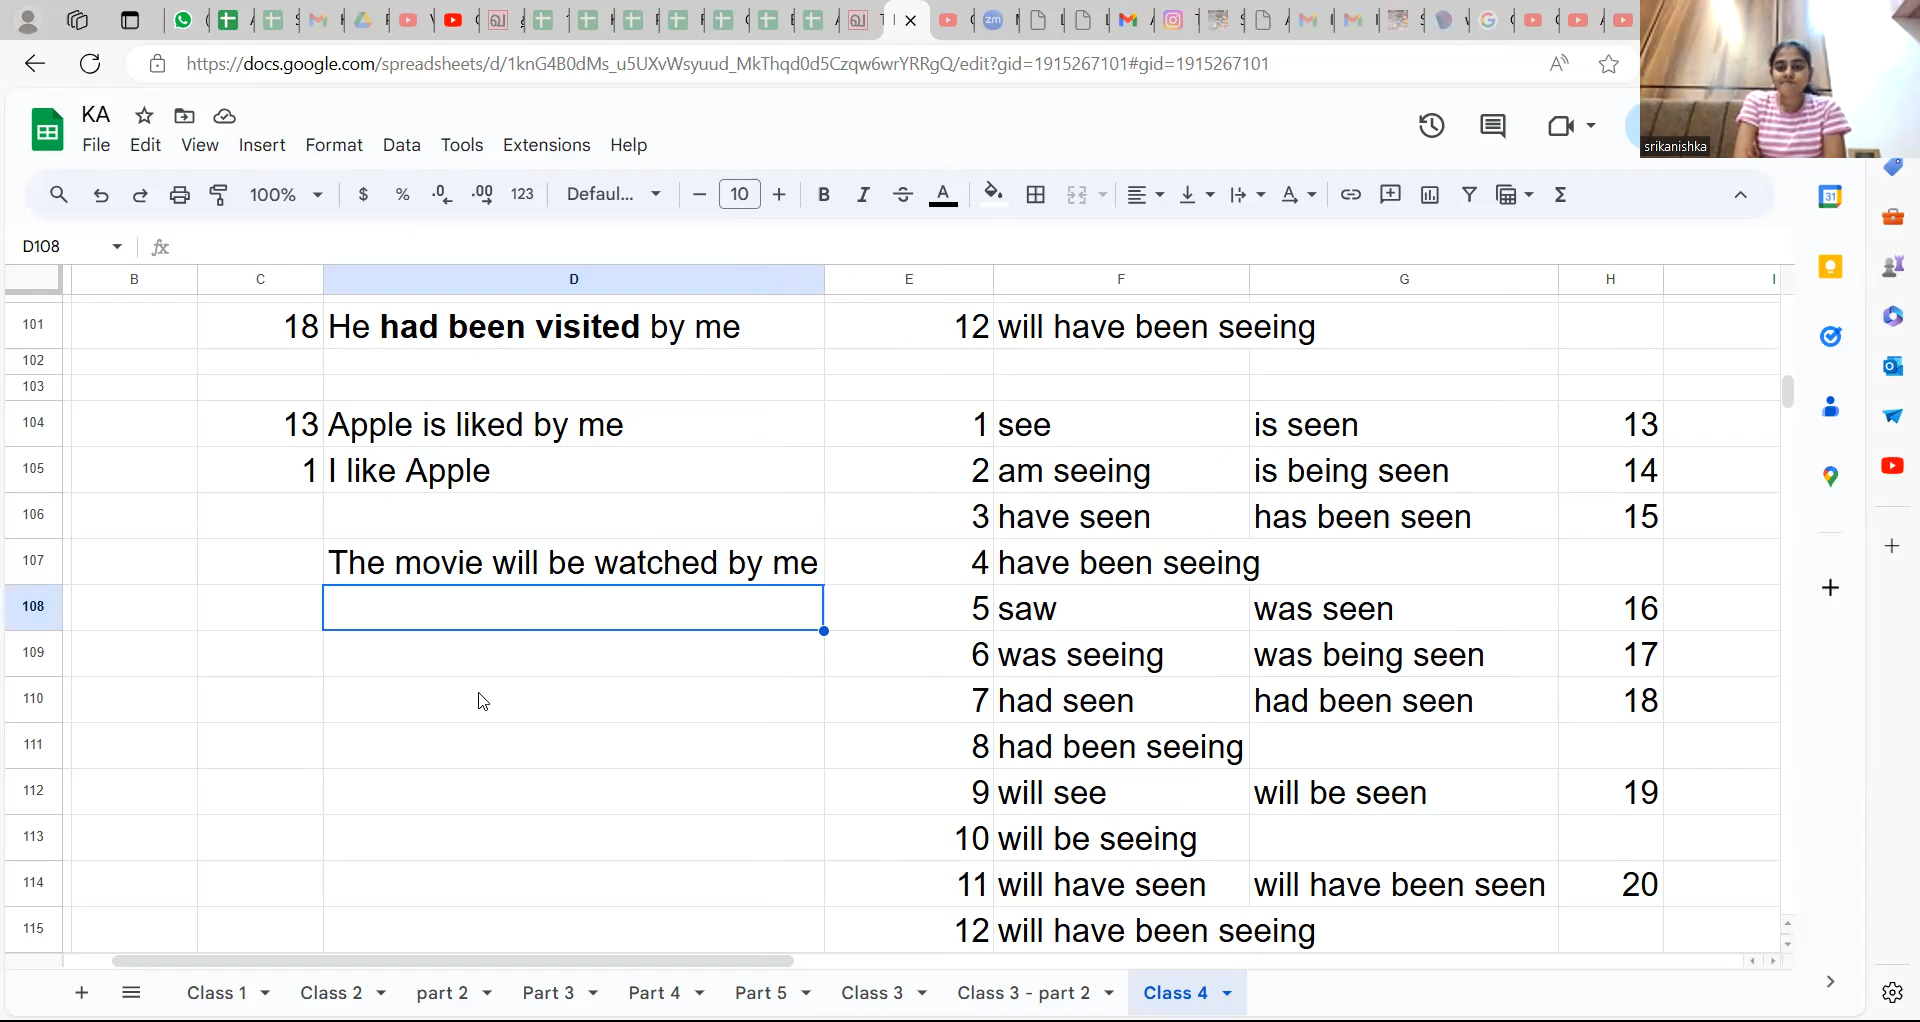 https://docs.google.com/spreadsheets/d/1knG4B0dMs_u5UXvWsyuud_MkThqd0d5Czqw6wrYRRgQ/edit?gid=1915267101#gid=1915267101
KA
File Edit View Insert Format Data Tools Extensions Help
srikanishka
100% $ % .0 .00 123 Defaul... 10 B I A
D108 fx
B C D E F G H I
101 18 He had been visited by me 12 will have been seeing
102
103
104 13 Apple is liked by me 1 see is seen 13
105 1 I like Apple 2 am seeing is being seen 14
106 3 have seen has been seen 15
107 The movie will be watched by me 4 have been seeing
108 5 saw was seen 16
109 6 was seeing was being seen 17
110 7 had seen had been seen 18
111 8 had been seeing
112 9 will see will be seen 19
113 10 will be seeing
114 11 will have seen will have been seen 20
115 12 will have been seeing
Class 1 Class 2 part 2 Part 3 Part 4 Part 5 Class 3 Class 3 - part 2 Class 4